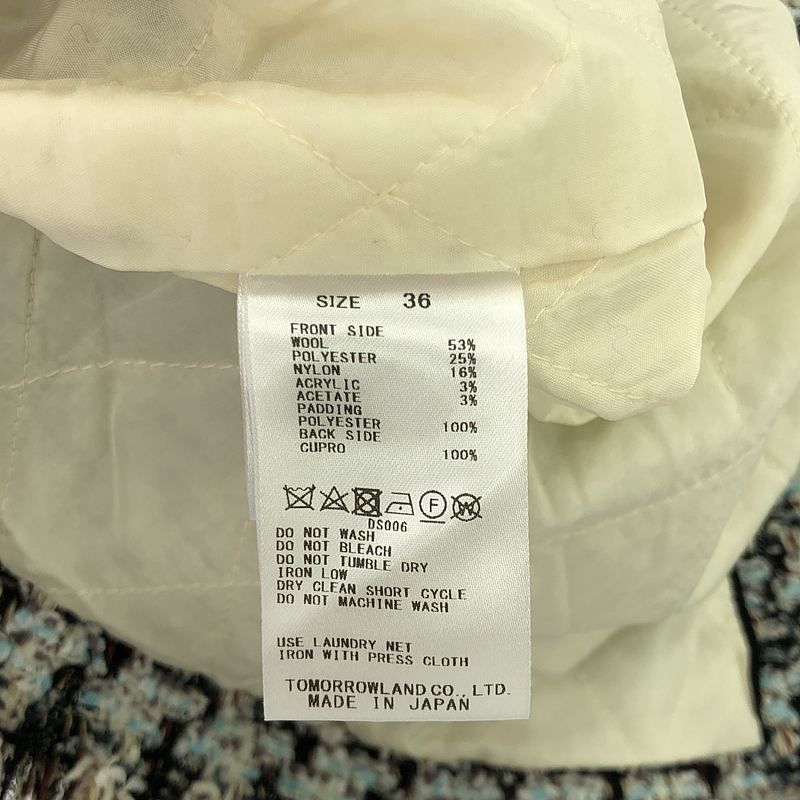 SIZE 36
FRONT SIDE
WOOL 53%
POLYESTER 25%
NYLON 16%
ACRYLIC 3%
ACETATE 3%
PADDING
POLYESTER 100%
BACK SIDE
CUPRO 100%
F W
DS006
DO NOT WASH
DO NOT BLEACH
DO NOT TUMBLE DRY
IRON LOW
DRY CLEAN SHORT CYCLE
DO NOT MACHINE WASH
USE LAUNDRY NET
IRON WITH PRESS CLOTH
TOMORROWLAND CO., LTD.
MADE IN JAPAN